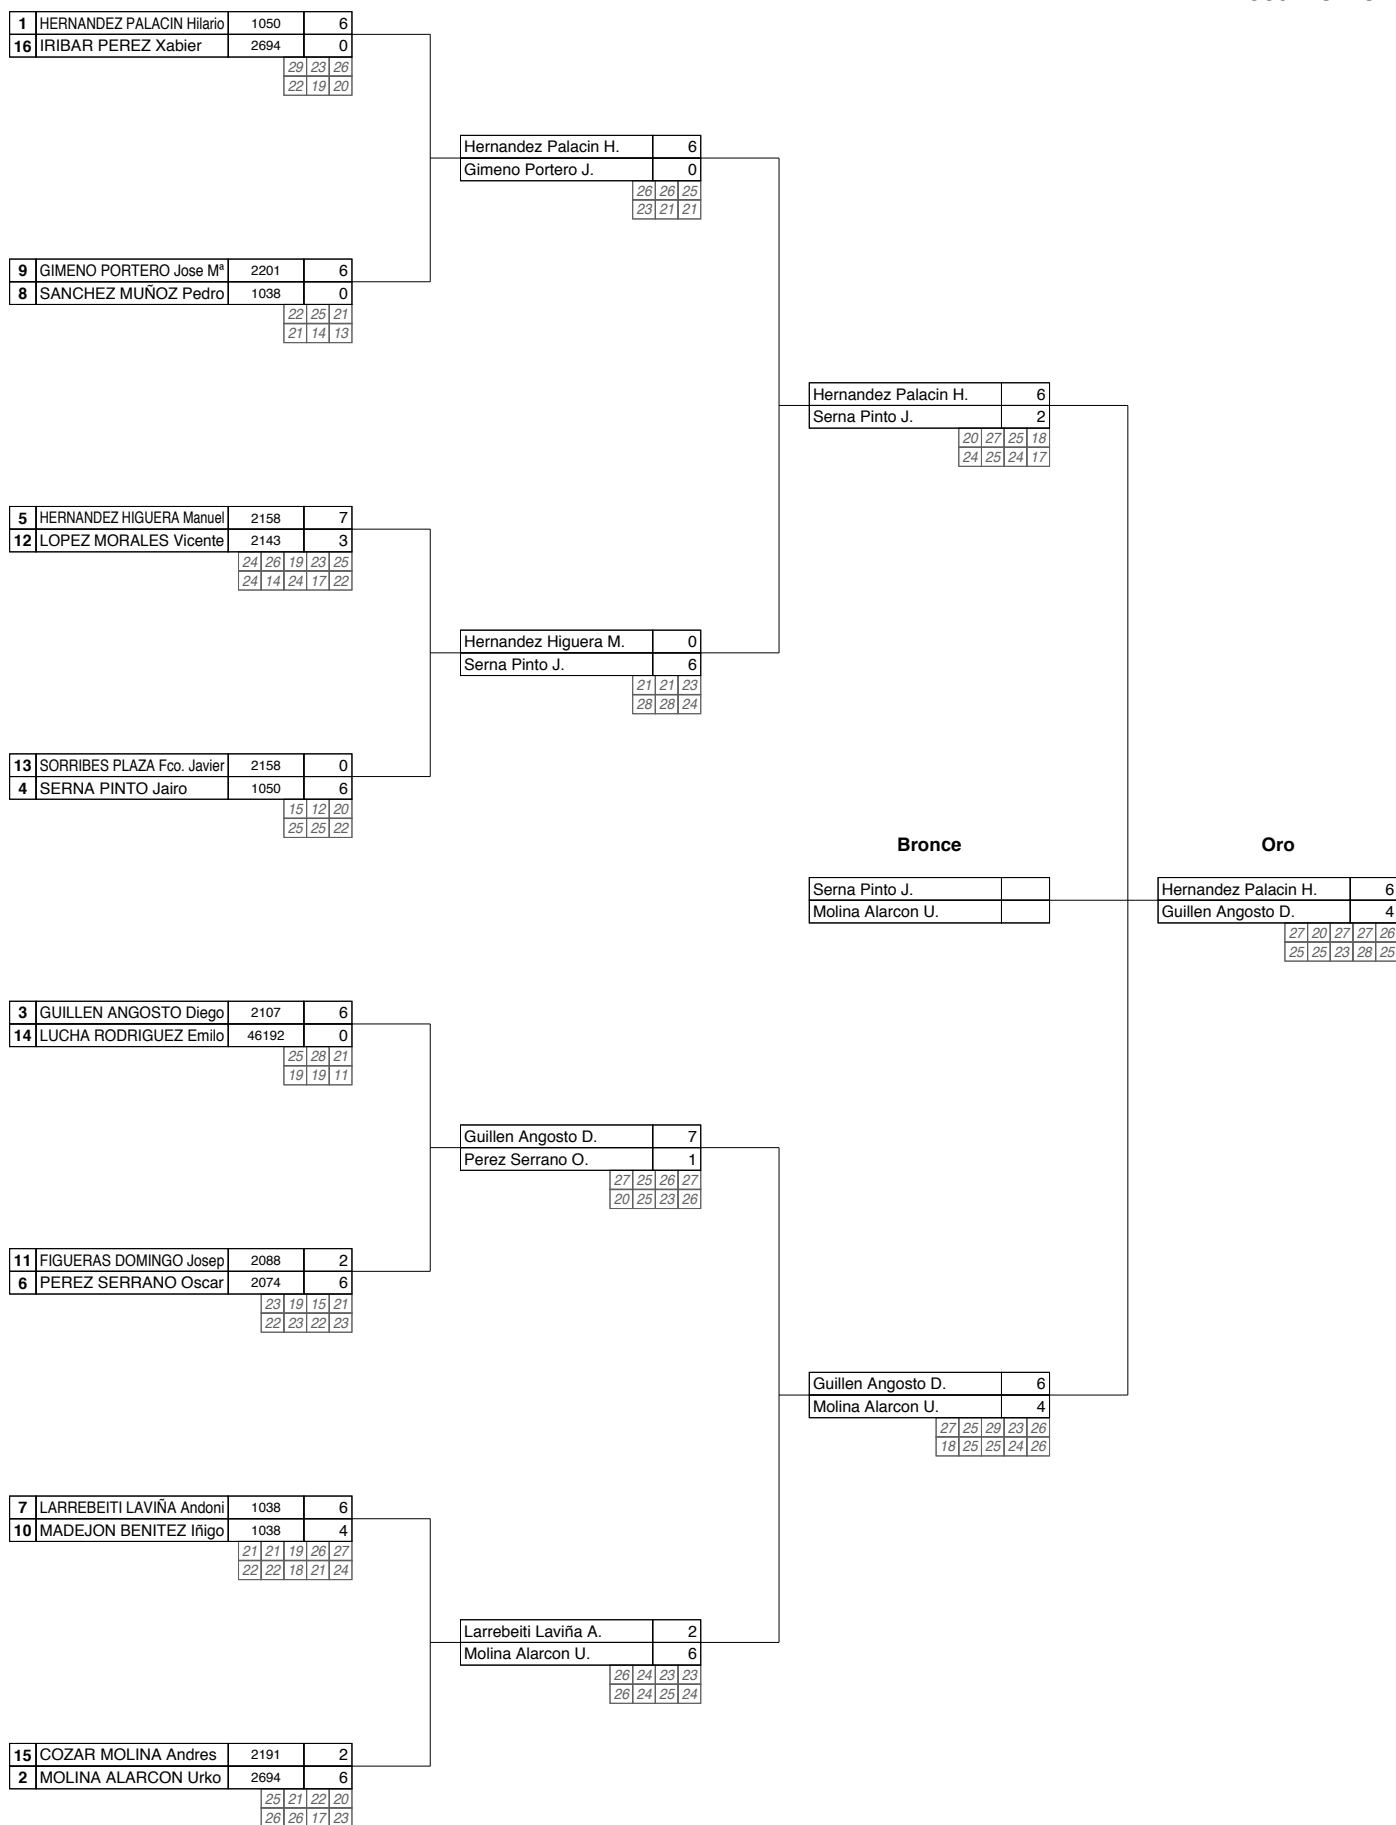 1 HERNANDEZ PALACIN Hilario 1050 6
16 IRIBAR PEREZ Xabier 2694 0
29 23 26
22 19 20
Hernandez Palacin H. 6
Gimeno Portero J. 0
26 26 25
23 21 21
9 GIMENO PORTERO Jose Mª 2201 6
8 SANCHEZ MUÑOZ Pedro 1038 0
22 25 21
21 14 13
Hernandez Palacin H. 6
Serna Pinto J. 2
20 27 25 18
24 25 24 17
5 HERNANDEZ HIGUERA Manuel 2158 7
12 LOPEZ MORALES Vicente 2143 3
24 26 19 23 25
24 14 24 17 22
Hernandez Higuera M. 0
Serna Pinto J. 6
21 21 23
28 28 24
13 SORRIBES PLAZA Fco. Javier 2158 0
4 SERNA PINTO Jairo 1050 6
15 12 20
25 25 22
Bronce Oro
Serna Pinto J. Hernandez Palacin H. 6
Molina Alarcon U. Guillen Angosto D. 4
27 20 27 27 26
25 25 23 28 25
3 GUILLEN ANGOSTO Diego 2107 6
14 LUCHA RODRIGUEZ Emilo 46192 0
25 28 21
19 19 11
Guillen Angosto D. 7
Perez Serrano O. 1
27 25 26 27
20 25 23 26
11 FIGUERAS DOMINGO Josep 2088 2
6 PEREZ SERRANO Oscar 2074 6
23 19 15 21
22 23 22 23
Guillen Angosto D. 6
Molina Alarcon U. 4
27 25 29 23 26
18 25 25 24 26
7 LARREBEITI LAVIÑA Andoni 1038 6
10 MADEJON BENITEZ Iñigo 1038 4
21 21 19 26 27
22 22 18 21 24
Larrebeiti Laviña A. 2
Molina Alarcon U. 6
26 24 23 23
26 24 25 24
15 COZAR MOLINA Andres 2191 2
2 MOLINA ALARCON Urko 2694 6
25 21 22 20
26 26 17 23